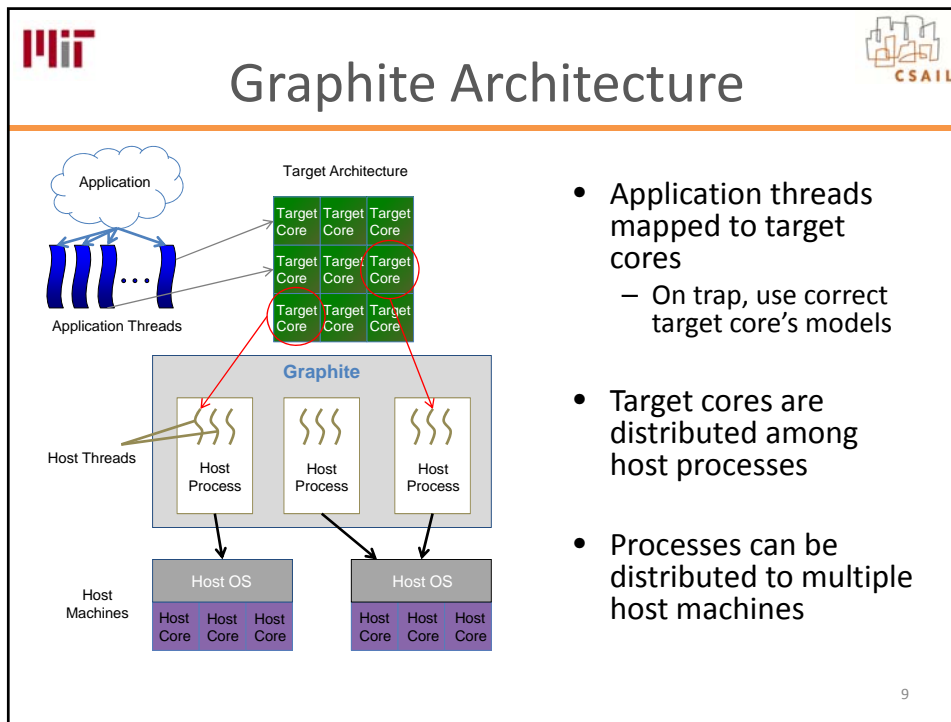 MIT
CSAIL
Graphite Architecture
Application
Application Threads
Target Architecture
Target Core Target Core Target Core
Target Core Target Core Target Core
Target Core Target Core Target Core
Graphite
Host Threads
Host Process
Host Process
Host Process
Host Machines
Host OS
Host OS
Host Core Host Core Host Core
Host Core Host Core Host Core
• Application threads
mapped to target
cores
– On trap, use correct
target core's models
• Target cores are
distributed among
host processes
• Processes can be
distributed to multiple
host machines
9